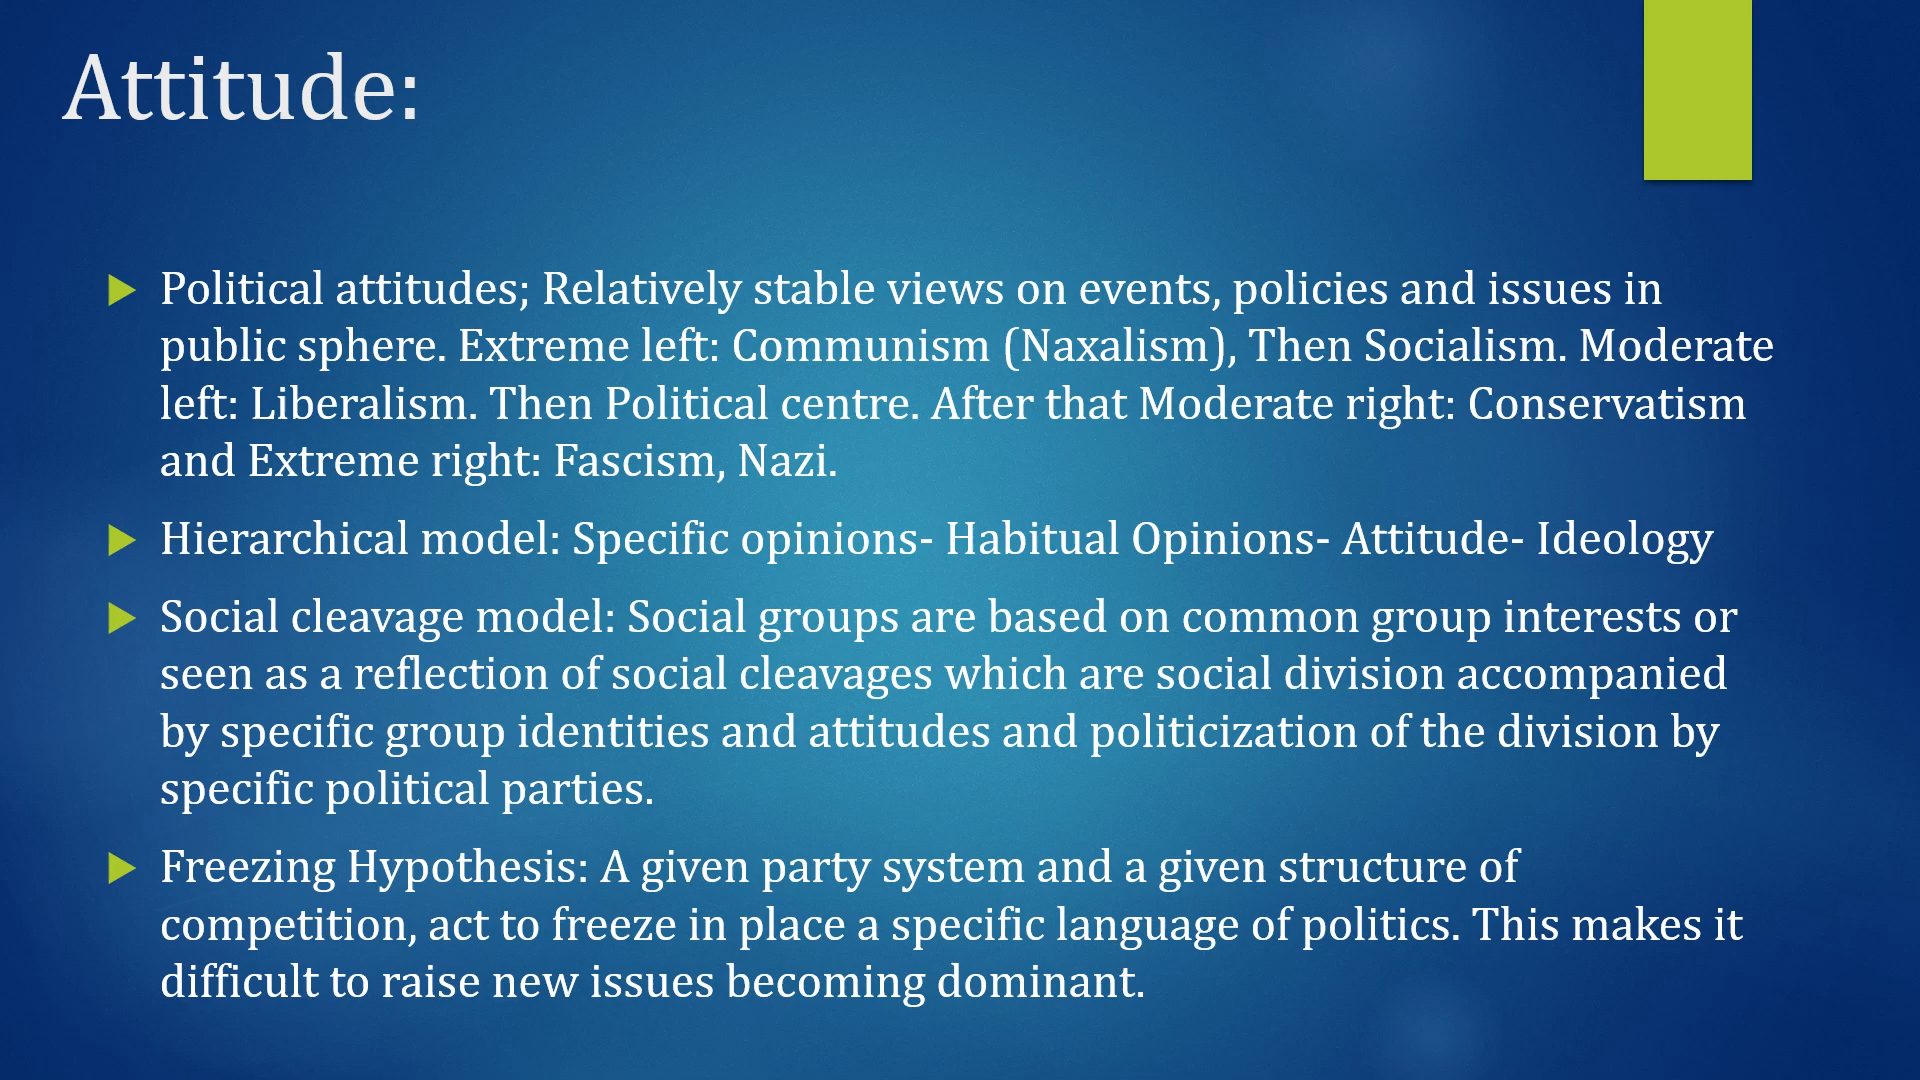 Attitude:
Political attitudes; Relatively stable views on events, policies and issues in
public sphere. Extreme left: Communism (Naxalism), Then Socialism. Moderate
left: Liberalism. Then Political centre. After that Moderate right: Conservatism
and Extreme right: Fascism, Nazi.
Hierarchical model: Specific opinions- Habitual Opinions- Attitude- Ideology
Social cleavage model: Social groups are based on common group interests or
seen as a reflection of social cleavages which are social division accompanied
by specific group identities and attitudes and politicization of the division by
specific political parties.
Freezing Hypothesis: A given party system and a given structure of
competition, act to freeze in place a specific language of politics. This makes it
difficult to raise new issues becoming dominant.